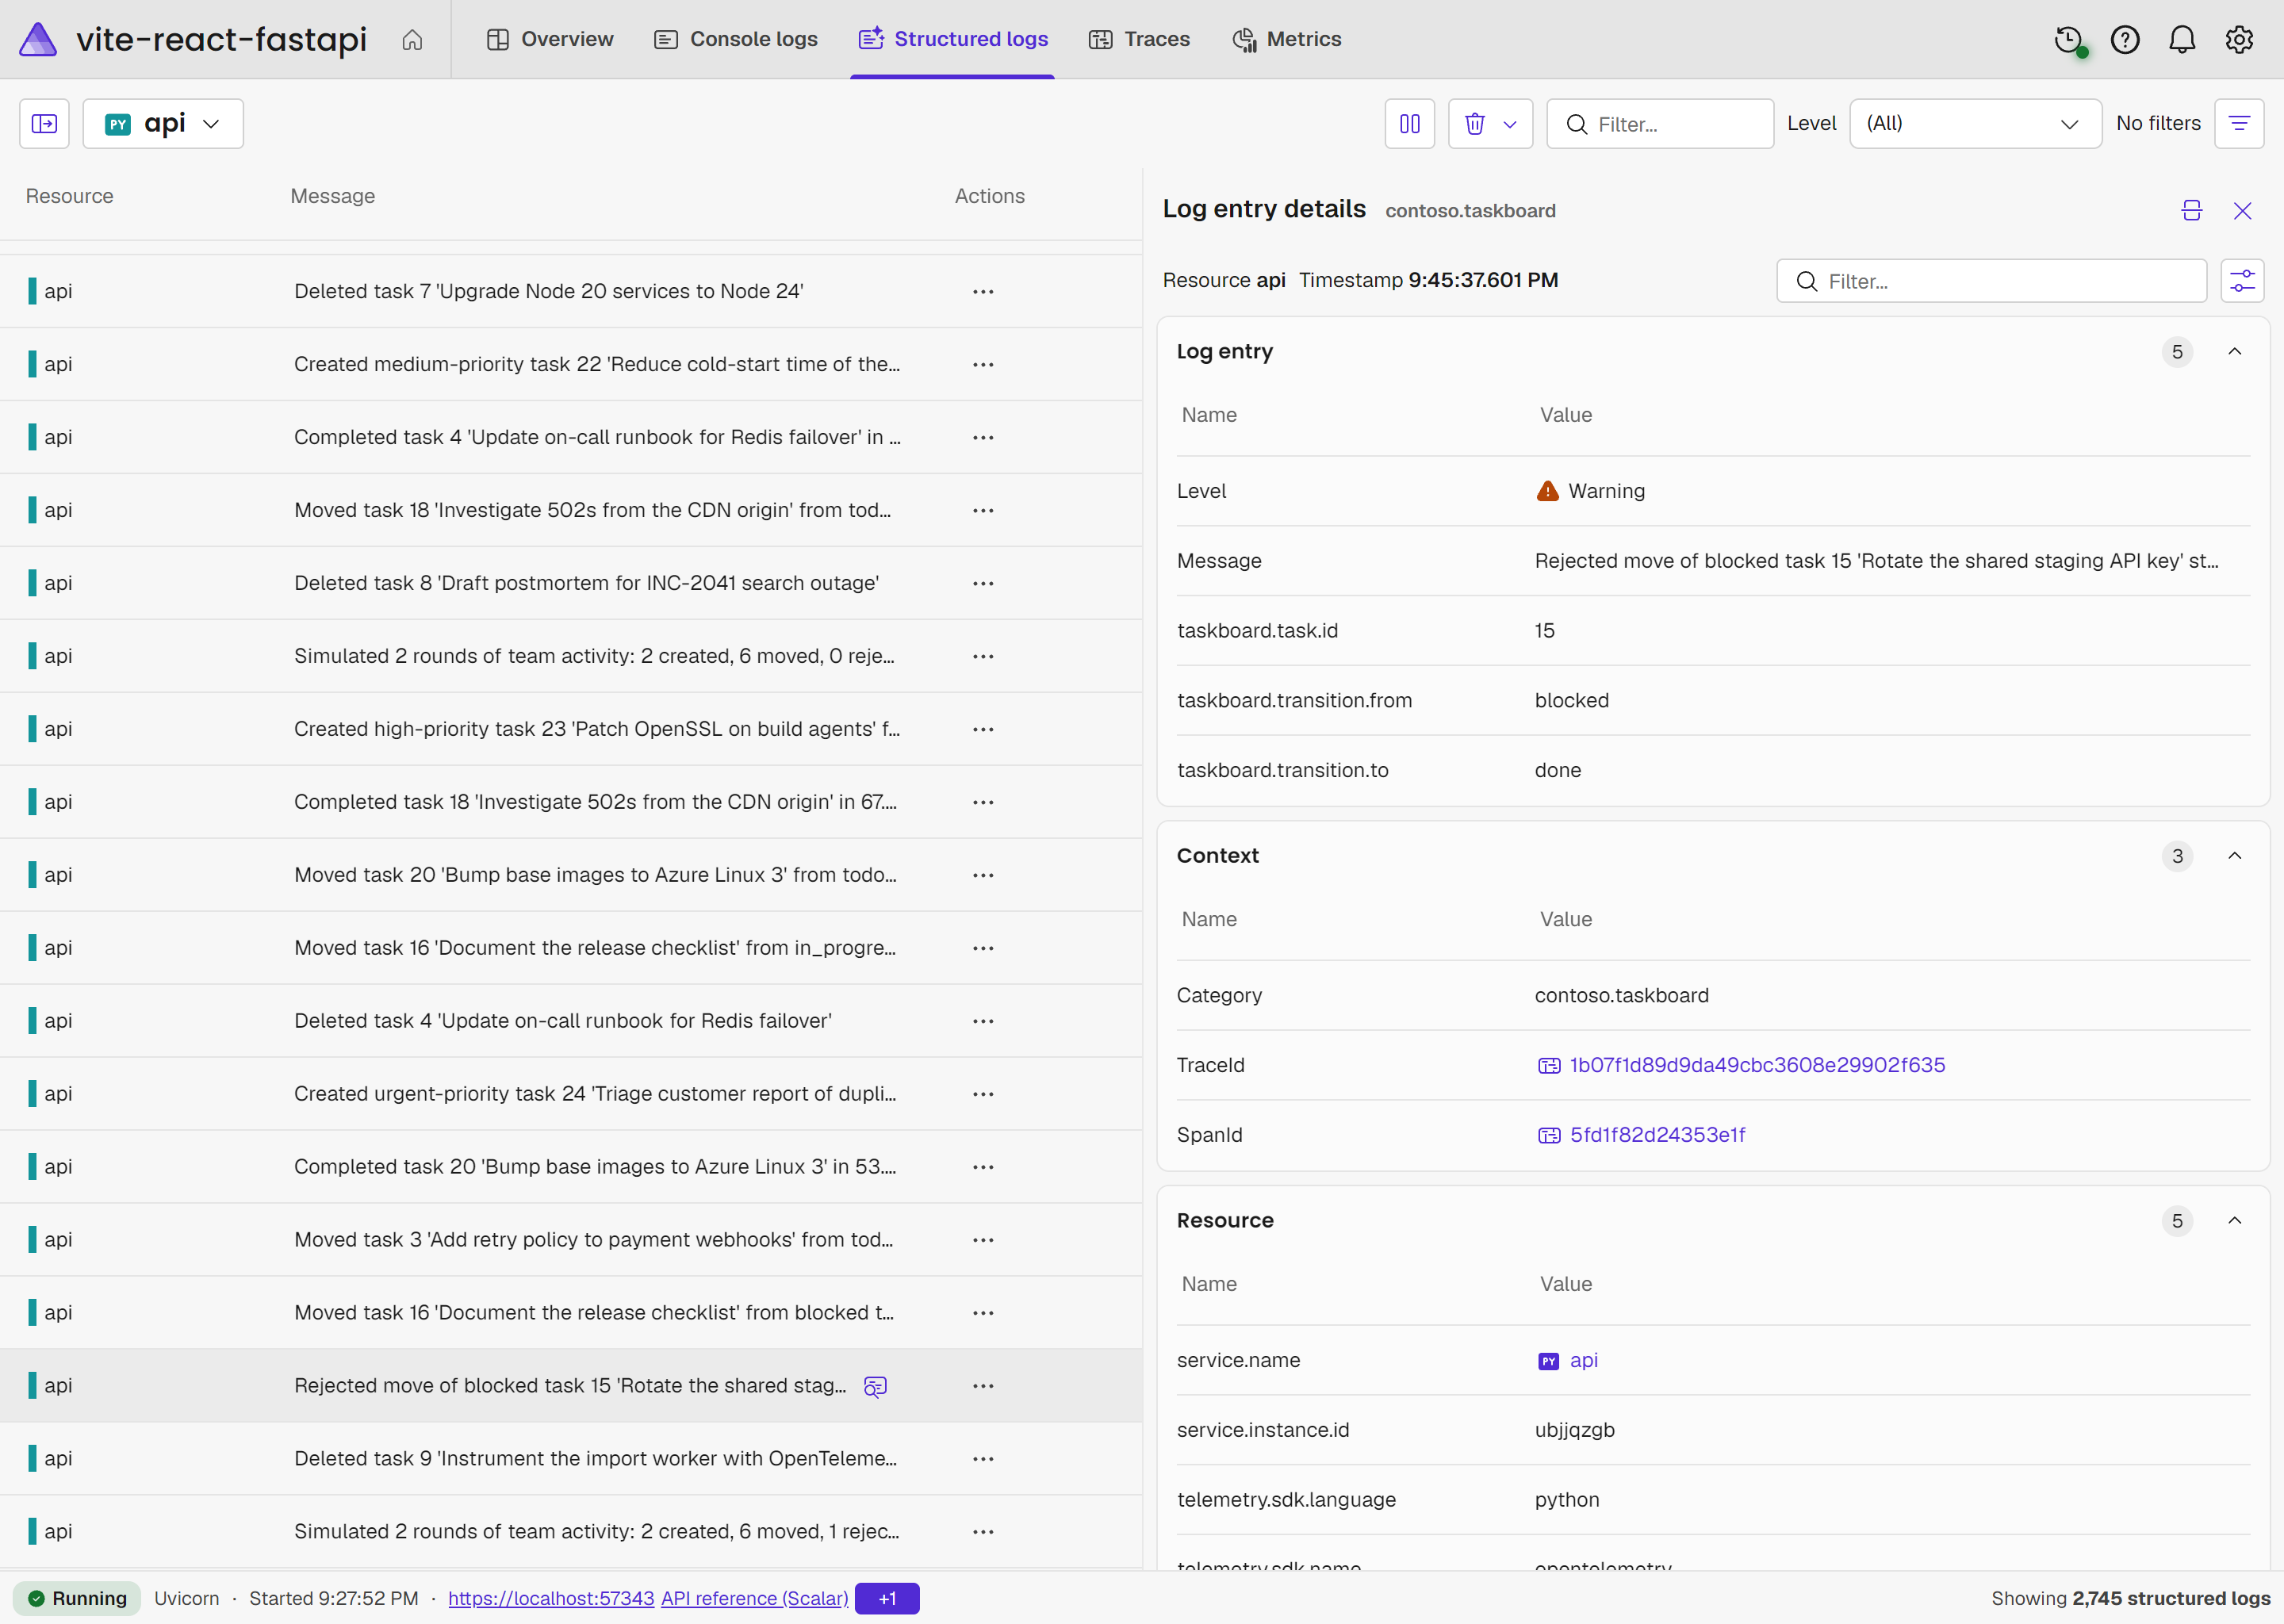 vite-react-fastapi
Overview
Console logs
Structured logs
Traces
Metrics
PY api
Filter...
Level
(All)
No filters
Resource Message Actions
api Deleted task 7 'Upgrade Node 20 services to Node 24'
api Created medium-priority task 22 'Reduce cold-start time of the...
api Completed task 4 'Update on-call runbook for Redis failover' in ...
api Moved task 18 'Investigate 502s from the CDN origin' from tod...
api Deleted task 8 'Draft postmortem for INC-2041 search outage'
api Simulated 2 rounds of team activity: 2 created, 6 moved, 0 reje...
api Created high-priority task 23 'Patch OpenSSL on build agents' f...
api Completed task 18 'Investigate 502s from the CDN origin' in 67....
api Moved task 20 'Bump base images to Azure Linux 3' from todo...
api Moved task 16 'Document the release checklist' from in_progre...
api Deleted task 4 'Update on-call runbook for Redis failover'
api Created urgent-priority task 24 'Triage customer report of dupli...
api Completed task 20 'Bump base images to Azure Linux 3' in 53....
api Moved task 3 'Add retry policy to payment webhooks' from tod...
api Moved task 16 'Document the release checklist' from blocked t...
api Rejected move of blocked task 15 'Rotate the shared stag...
api Deleted task 9 'Instrument the import worker with OpenTeleme...
api Simulated 2 rounds of team activity: 2 created, 6 moved, 1 rejec...
Log entry details contoso.taskboard
Resource api Timestamp 9:45:37.601 PM
Filter...
Log entry 5
Name Value
Level Warning
Message Rejected move of blocked task 15 'Rotate the shared staging API key' st...
taskboard.task.id 15
taskboard.transition.from blocked
taskboard.transition.to done
Context 3
Name Value
Category contoso.taskboard
TraceId 1b07f1d89d9da49cbc3608e29902f635
SpanId 5fd1f82d24353e1f
Resource 5
Name Value
service.name PY api
service.instance.id ubjjqzgb
telemetry.sdk.language python
telemetry.sdk.name opentelemetry
Running Uvicorn · Started 9:27:52 PM · https://localhost:57343 API reference (Scalar) +1
Showing 2,745 structured logs